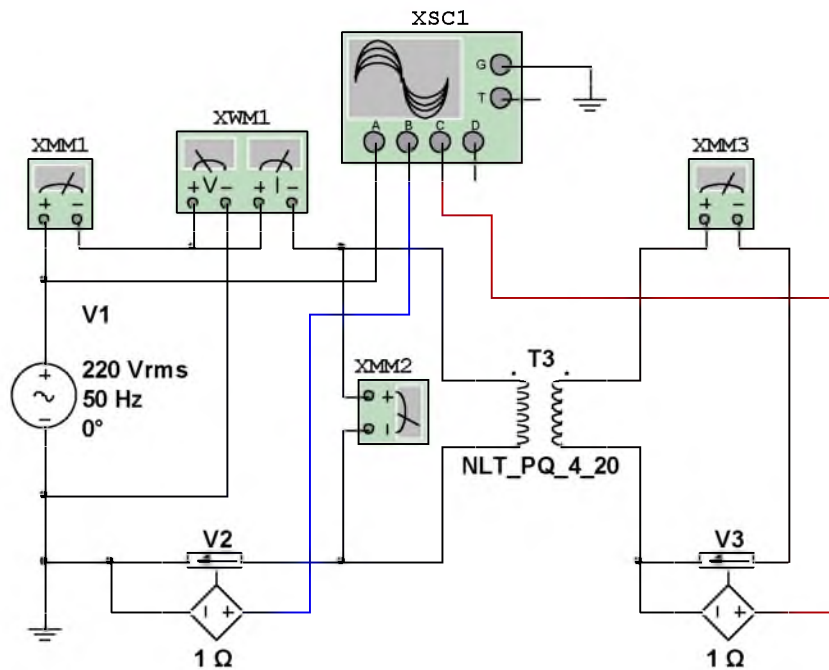 XSC1
G
T
A B C D
XWM1
+ V - + I -
XMM1
+ -
XMM3
+ -
V1
+
220 Vrms
50 Hz
0°
-
XMM2
+
-
T3
NLT_PQ_4_20
V2
- +
1 Ω
V3
- +
1 Ω